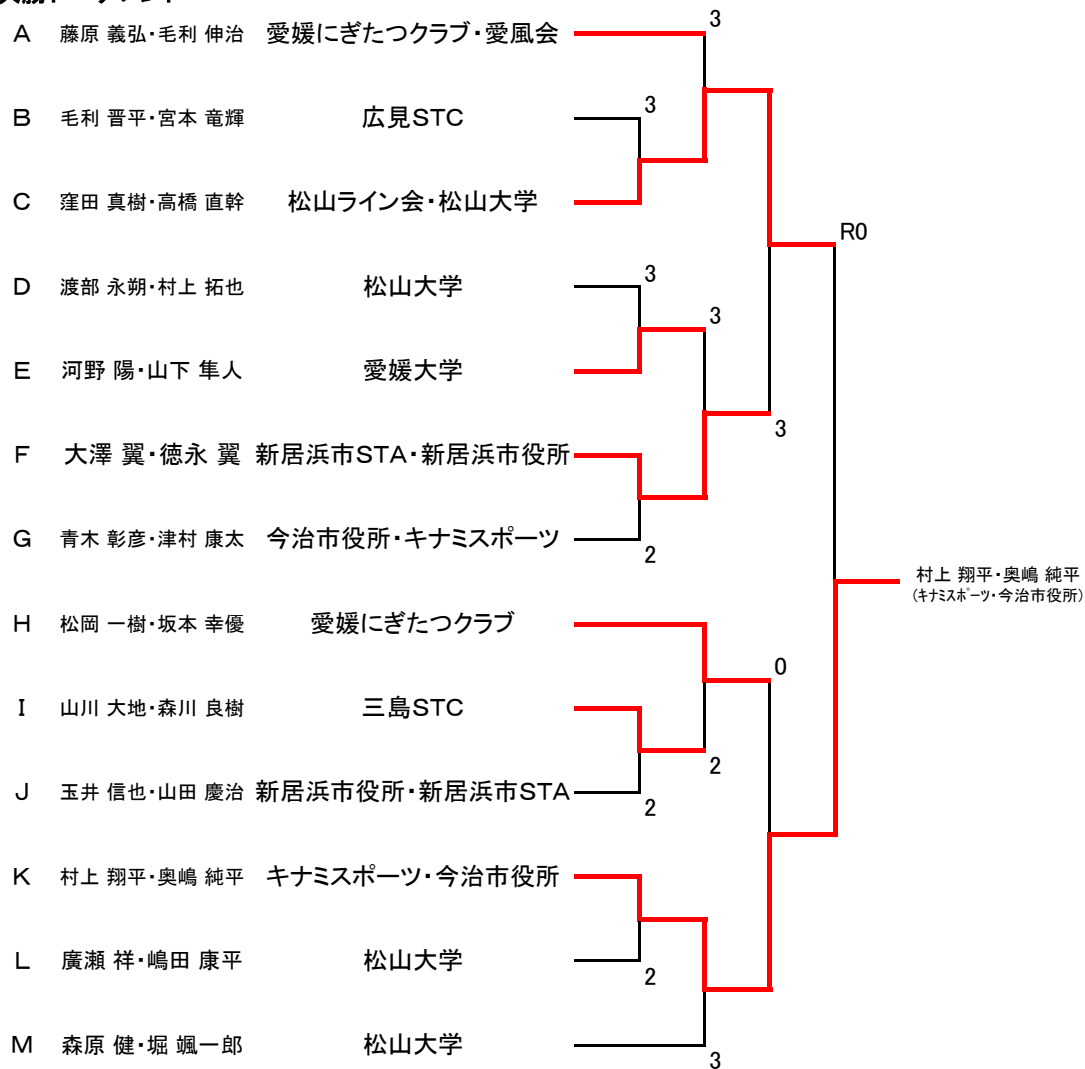 A 藤原 義弘・毛利 伸治 愛媛にぎたつクラブ・愛風会
B 毛利 晋平・宮本 竜輝 広見STC
C 窪田 真樹・高橋 直幹 松山ライン会・松山大学
D 渡部 永朔・村上 拓也 松山大学
E 河野 陽・山下 隼人 愛媛大学
F 大澤 翼・徳永 翼 新居浜市STA・新居浜市役所
G 青木 彰彦・津村 康太 今治市役所・キナミスポーツ
H 松岡 一樹・坂本 幸優 愛媛にぎたつクラブ
I 山川 大地・森川 良樹 三島STC
J 玉井 信也・山田 慶治 新居浜市役所・新居浜市STA
K 村上 翔平・奥嶋 純平 キナミスポーツ・今治市役所
L 廣瀬 祥・嶋田 康平 松山大学
M 森原 健・堀 颯一郎 松山大学
3
3
3
3
2
2
2
2
3
3
0
R0
村上 翔平・奥嶋 純平
(キナミスポーツ・今治市役所)